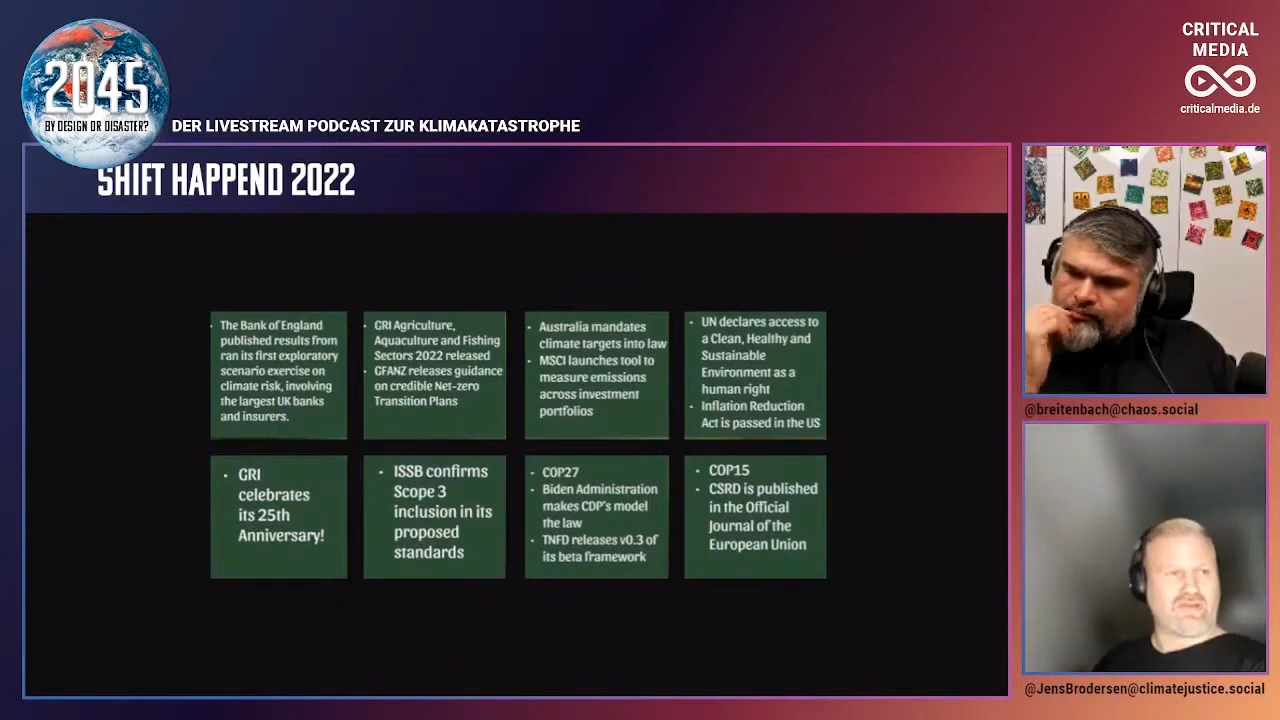 2045
BY DESIGN OR DISASTER?
DER LIVESTREAM PODCAST ZUR KLIMAKATASTROPHE
CRITICAL
MEDIA
criticalmedia.de
SHIFT HAPPEND 2022
• The Bank of England
published results from
ran its first exploratory
scenario exercise on
climate risk, involving
the largest UK banks
and insurers.
• GRI Agriculture,
Aquaculture and Fishing
Sectors 2022 released
• GFANZ releases guidance
on credible Net-zero
Transition Plans
• Australia mandates
climate targets into law
• MSCI launches tool to
measure emissions
across investment
portfolios
• UN declares access to
a Clean, Healthy and
Sustainable
Environment as a
human right
• Inflation Reduction
Act is passed in the US
• GRI
celebrates
its 25th
Anniversary!
• ISSB confirms
Scope 3
inclusion in its
proposed
standards
• COP27
• Biden Administration
makes CDP's model
the law
• TNFD releases v0.3 of
its beta framework
• COP15
• CSRD is published
in the Official
Journal of the
European Union
@breitenbach@chaos.social
@JensBrodersen@climatejustice.social